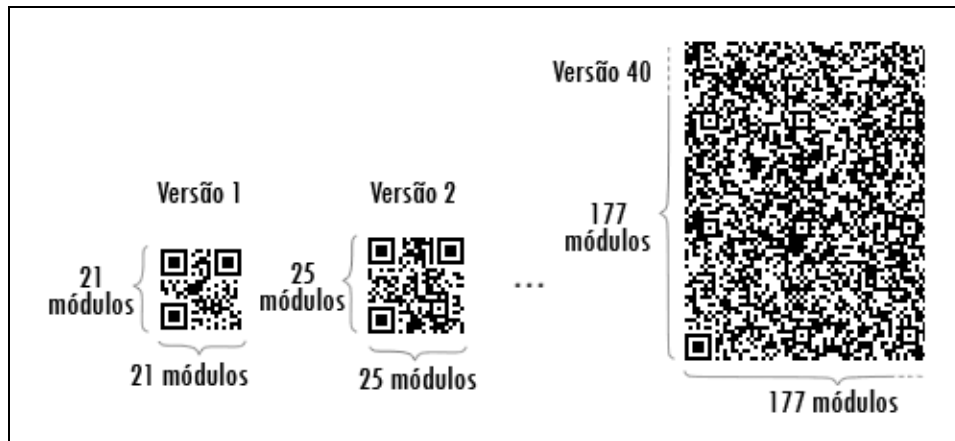 Versão 1
21
módulos
21 módulos
Versão 2
25
módulos
25 módulos
...
Versão 40
177
módulos
177 módulos